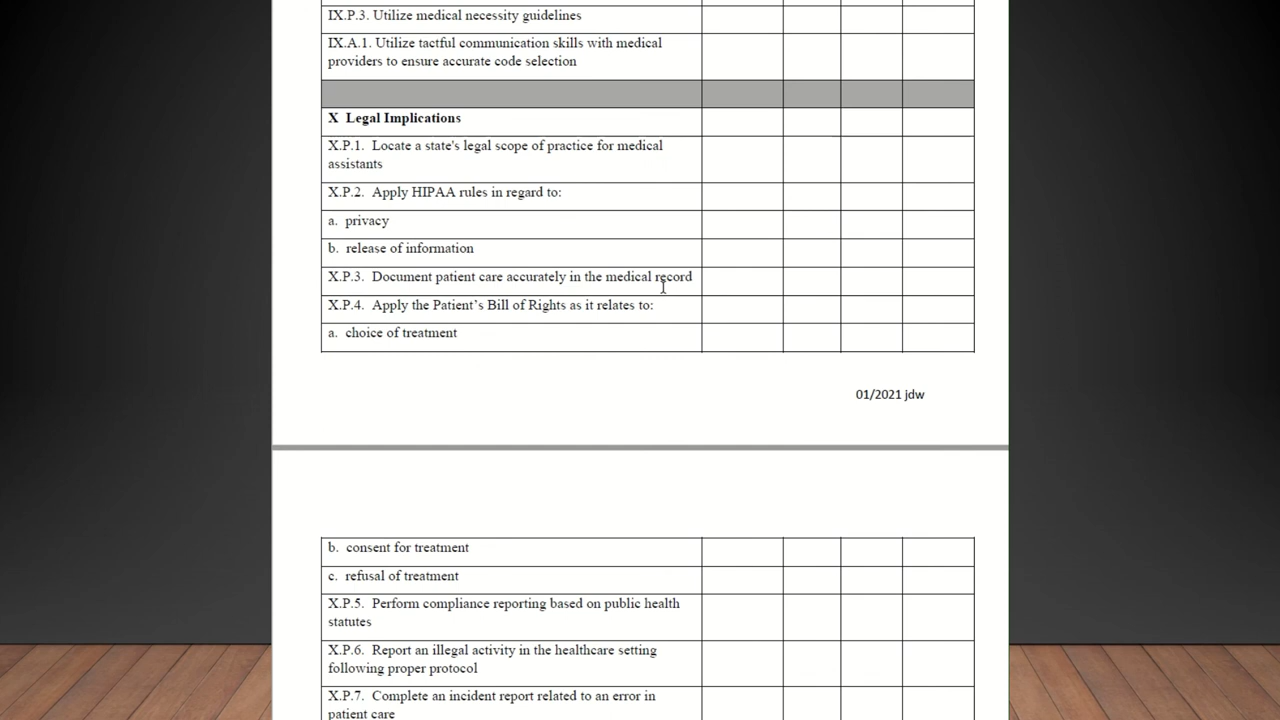 IX.P.3. Utilize medical necessity guidelines
IX.A.1. Utilize tactful communication skills with medical
providers to ensure accurate code selection
X Legal Implications
X.P.1. Locate a state's legal scope of practice for medical
assistants
X.P.2. Apply HIPAA rules in regard to:
a. privacy
b. release of information
X.P.3. Document patient care accurately in the medical record
X.P.4. Apply the Patient’s Bill of Rights as it relates to:
a. choice of treatment
01/2021 jdw
b. consent for treatment
c. refusal of treatment
X.P.5. Perform compliance reporting based on public health
statutes
X.P.6. Report an illegal activity in the healthcare setting
following proper protocol
X.P.7. Complete an incident report related to an error in
patient care